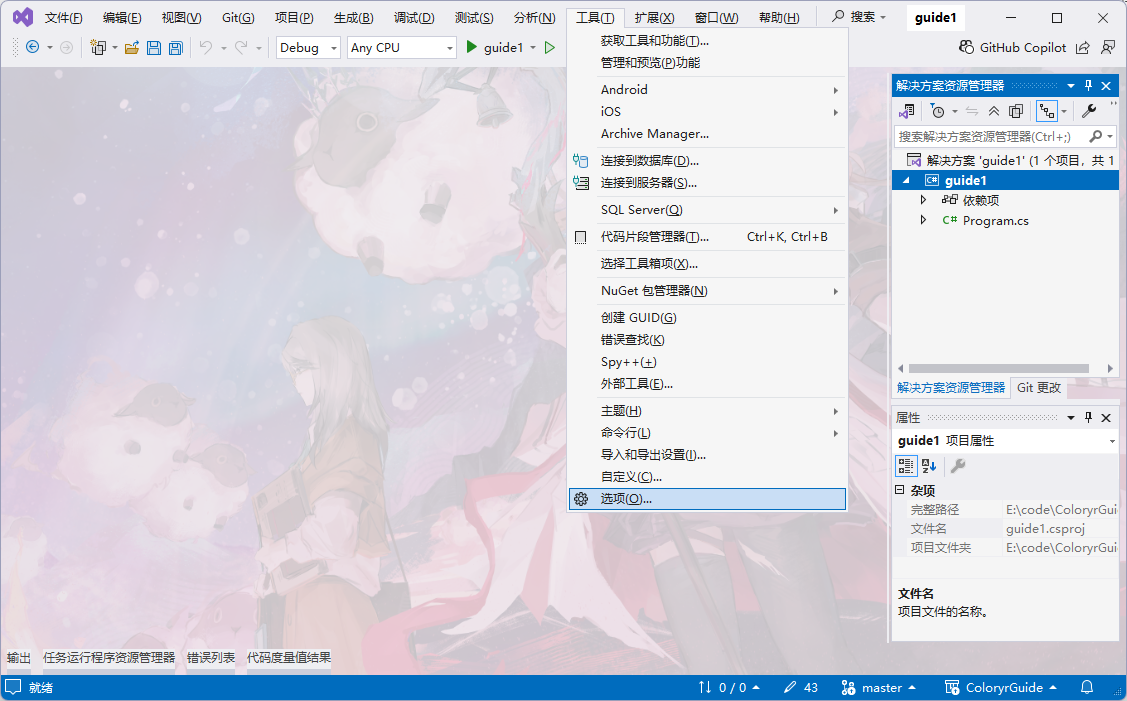 文件(F) 编辑(E) 视图(V) Git(G) 项目(P) 生成(B) 调试(D) 测试(S) 分析(N) 工具(T) 扩展(X) 窗口(W) 帮助(H) 搜索 guide1
Debug Any CPU guide1 GitHub Copilot
获取工具和功能(T)...
管理和预览(P)功能
Android
iOS
Archive Manager...
连接到数据库(D)...
连接到服务器(S)...
SQL Server(Q)
代码片段管理器(T)... Ctrl+K, Ctrl+B
选择工具箱项(X)...
NuGet 包管理器(N)
创建 GUID(G)
错误查找(K)
Spy++(+)
外部工具(E)...
主题(H)
命令行(L)
导入和导出设置(I)...
自定义(C)...
选项(O)...
解决方案资源管理器
搜索解决方案资源管理器(Ctrl+;)
解决方案 'guide1' (1 个项目，共 1
C# guide1
依赖项
C# Program.cs
解决方案资源管理器 Git 更改
属性
guide1 项目属性
杂项
完整路径 E:\code\ColoryrGui
文件名 guide1.csproj
项目文件夹 E:\code\ColoryrGui
文件名
项目文件的名称。
输出 任务运行程序资源管理器 错误列表 代码度量值结果
就绪 0 / 0 43 master ColoryrGuide